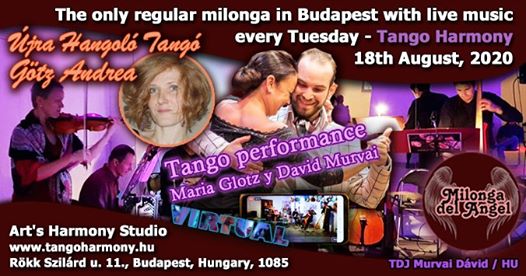 The only regular milonga in Budapest with live music
every Tuesday - Tango Harmony
18th August, 2020
Újra Hangoló Tangó
Götz Andrea
Tango performance
Maria Glotz y David Murvai
VIRTUAL
Milonga
del Angel
Art's Harmony Studio
www.tangoharmony.hu
Rökk Szilárd u. 11., Budapest, Hungary, 1085
TDJ Murvai Dávid / HU